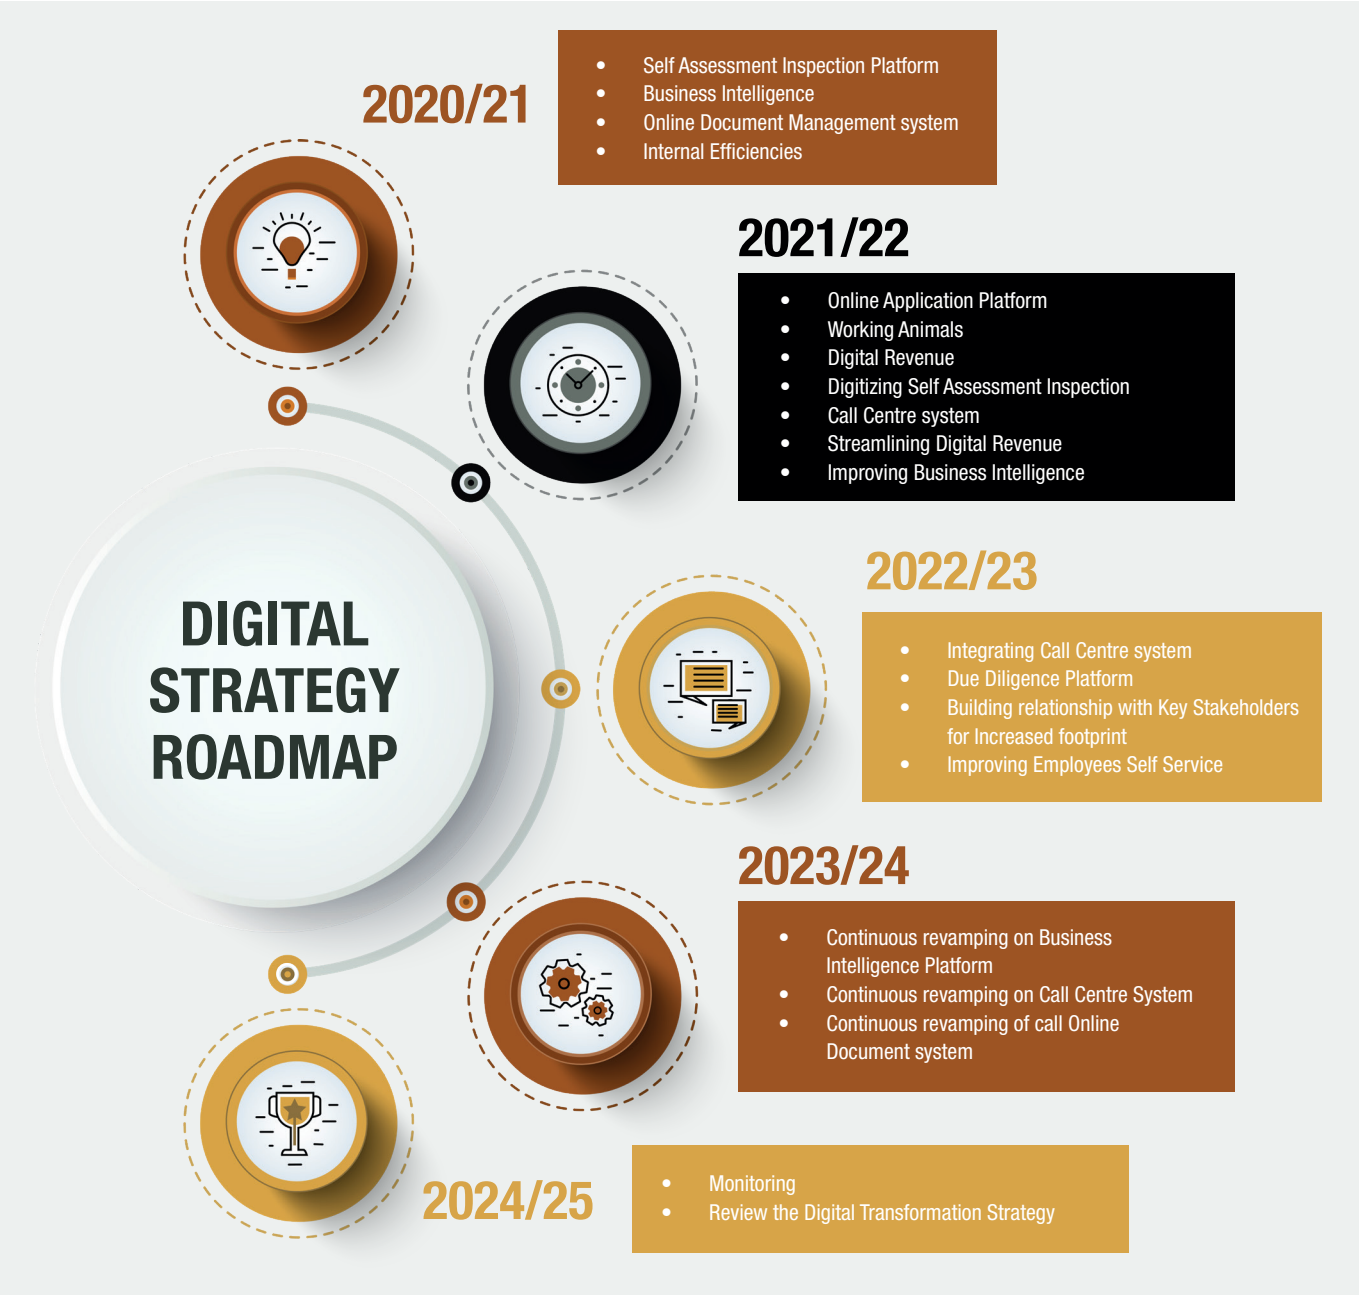 2020/21
• Self Assessment Inspection Platform
• Business Intelligence
• Online Document Management system
• Internal Efficiencies
2021/22
• Online Application Platform
• Working Animals
• Digital Revenue
• Digitizing Self Assessment Inspection
• Call Centre system
• Streamlining Digital Revenue
• Improving Business Intelligence
DIGITAL
STRATEGY
ROADMAP
2022/23
• Integrating Call Centre system
• Due Diligence Platform
• Building relationship with Key Stakeholders
for Increased footprint
• Improving Employees Self Service
2023/24
• Continuous revamping on Business
Intelligence Platform
• Continuous revamping on Call Centre System
• Continuous revamping of call Online
Document system
2024/25
• Monitoring
• Review the Digital Transformation Strategy